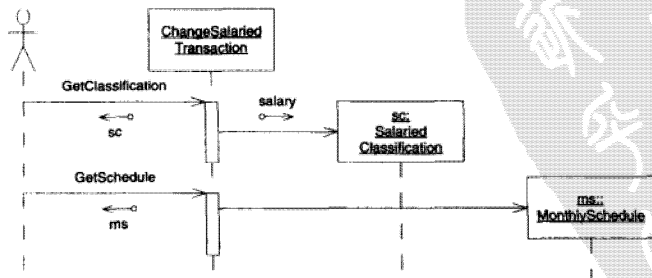 ChangeSalaried
Transaction
GetClassification
salary
sc
sc:
Salaried
Classification
GetSchedule
ms
ms::
MonthlySchedule